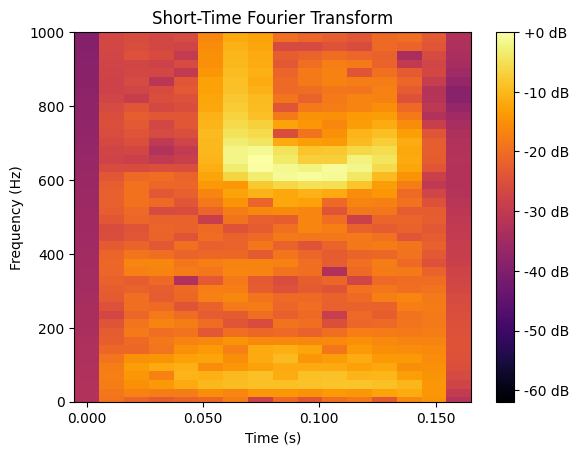 Short-Time Fourier Transform
1000
800
600
400
200
0
Frequency (Hz)
0.000
0.050
0.100
0.150
Time (s)
+0 dB
-10 dB
-20 dB
-30 dB
-40 dB
-50 dB
-60 dB